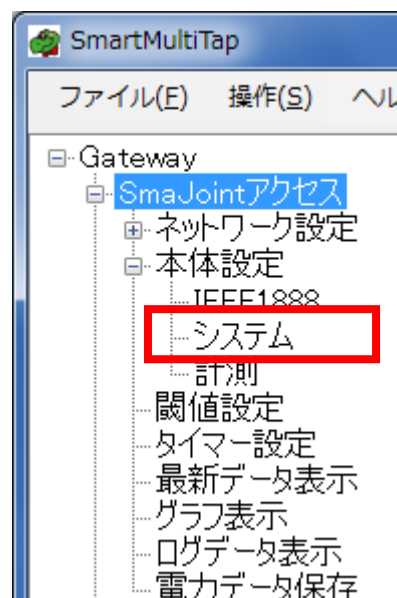 SmartMultiTap
ファイル(F) 操作(S) ヘル
Gateway
SmaJointアクセス
ネットワーク設定
本体設定
IEEE1888
システム
計測
閾値設定
タイマー設定
最新データ表示
グラフ表示
ログデータ表示
電力データ保存